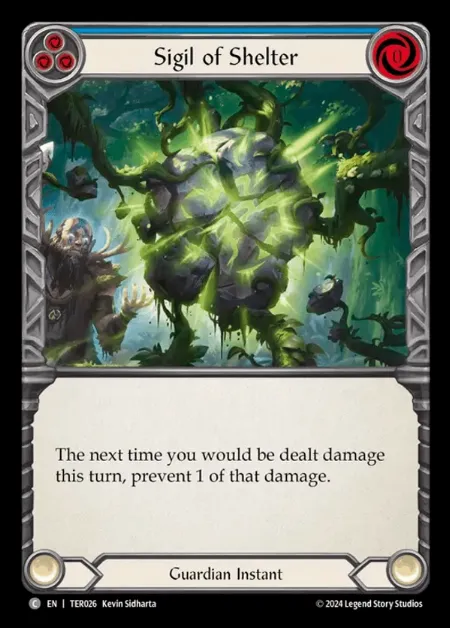 Sigil of Shelter
0
The next time you would be dealt damage
this turn, prevent 1 of that damage.
Guardian Instant
C EN | TER026 Kevin Sidharta
© 2024 Legend Story Studios